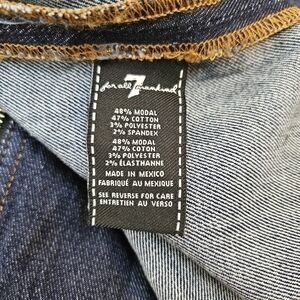 7
for all mankind
48% MODAL
47% COTTON
3% POLYESTER
2% SPANDEX
48% MODAL
47% COTON
3% POLYESTER
2% ÉLASTHANNE
MADE IN MEXICO
FABRIQUÉ AU MEXIQUE
SEE REVERSE FOR CARE
ENTRETIEN AU VERSO